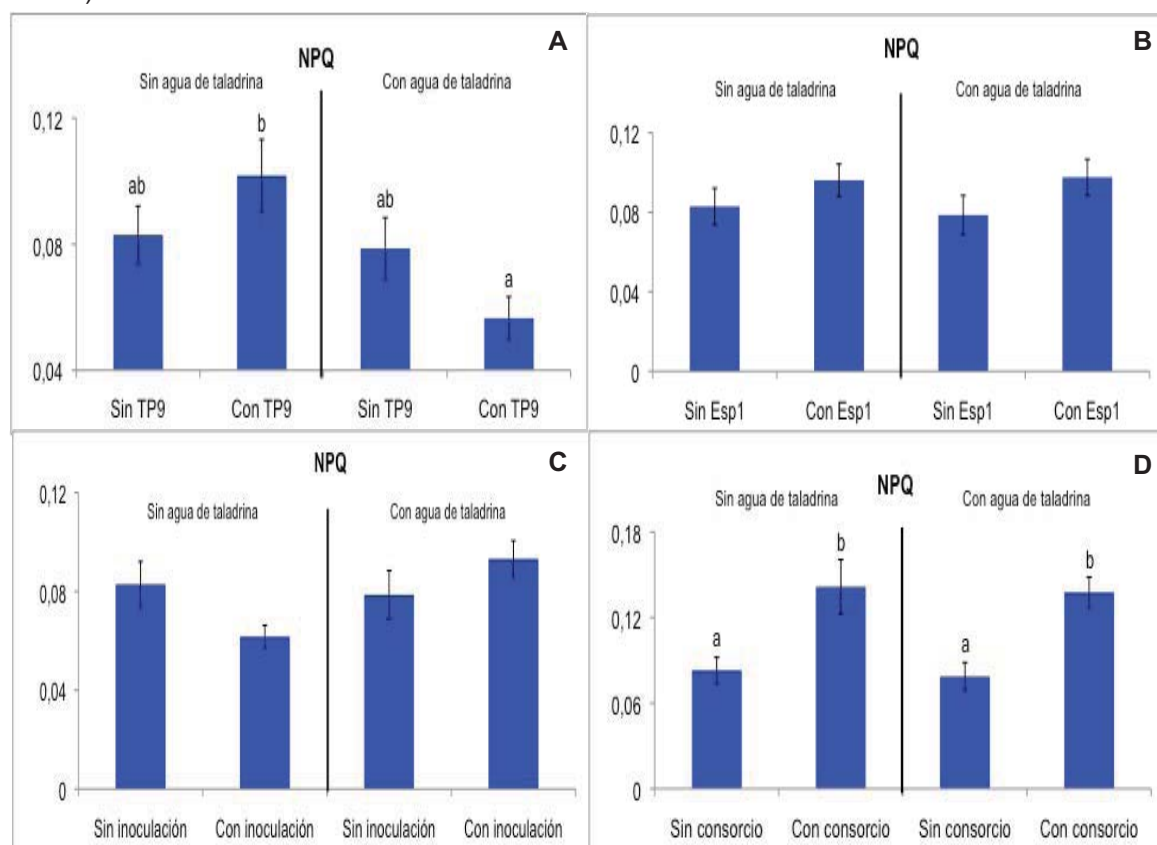 )
A
NPQ
Sin agua de taladrina Con agua de taladrina
0,12
0,08
0,04
ab
b
ab
a
Sin TP9 Con TP9 Sin TP9 Con TP9
B
NPQ
Sin agua de taladrina Con agua de taladrina
0,12
0,08
0,04
0
Sin Esp1 Con Esp1 Sin Esp1 Con Esp1
C
NPQ
Sin agua de taladrina Con agua de taladrina
0,12
0,08
0,04
0
Sin inoculación Con inoculación Sin inoculación Con inoculación
D
NPQ
Sin agua de taladrina Con agua de taladrina
0,18
0,12
0,06
0
a
b
a
b
Sin consorcio Con consorcio Sin consorcio Con consorcio